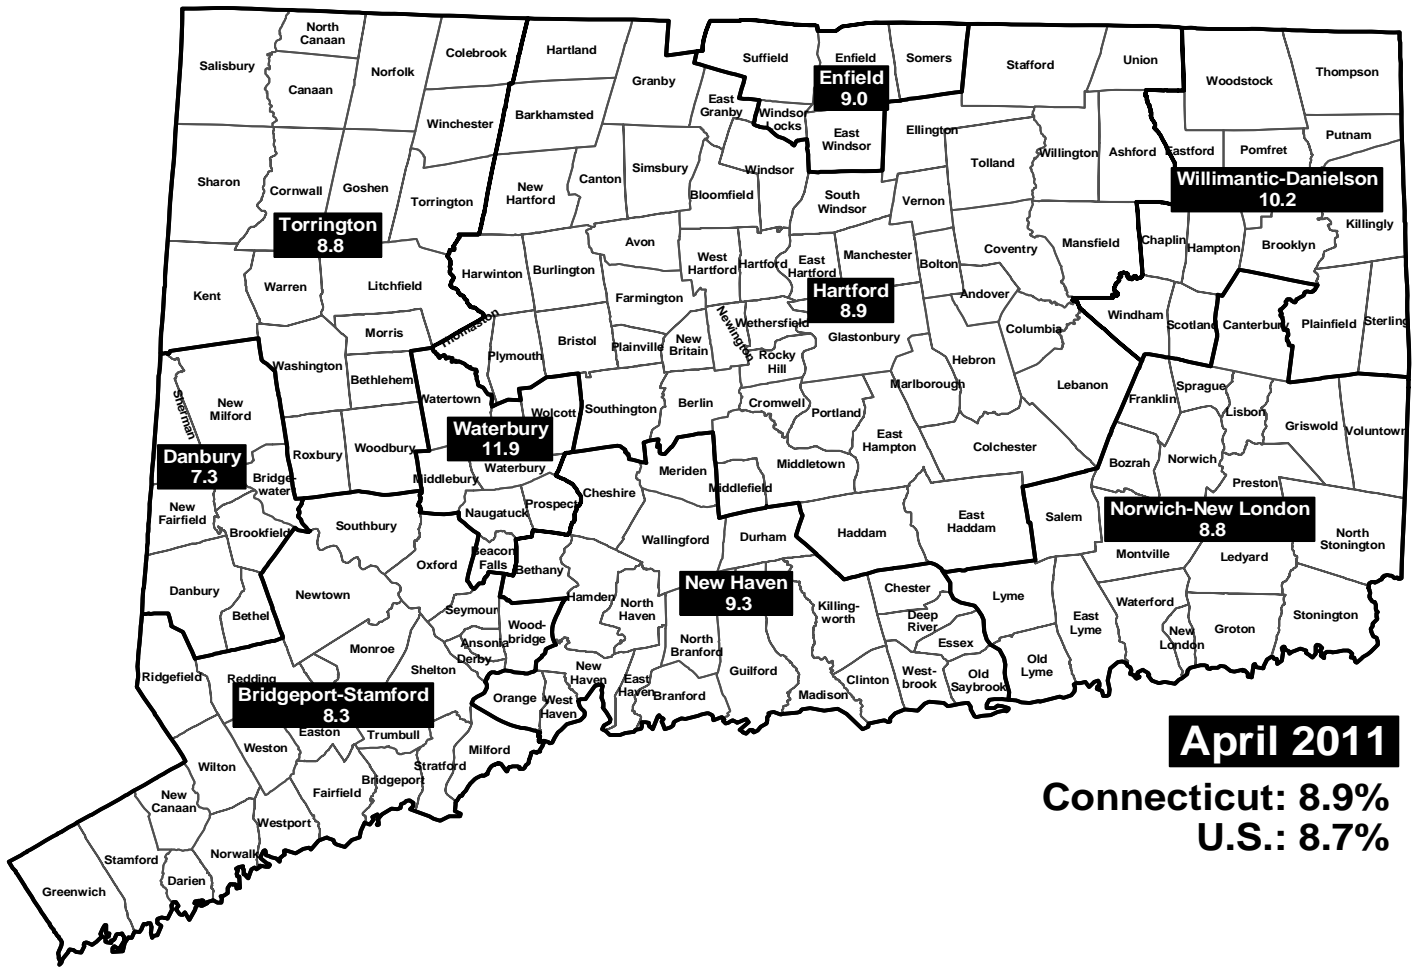 North
Canaan
Colebrook
Hartland
Suffield
Enfield
Somers
Stafford
Union
Woodstock
Thompson
Salisbury
Norfolk
Canaan
Granby
Enfield
9.0
East
Granby
Windsor
Locks
Winchester
Barkhamsted
East
Windsor
Ellington
Tolland
Willington
Ashford
Eastford
Pomfret
Putnam
Sharon
Cornwall
Goshen
Torrington
New
Hartford
Canton
Simsbury
Bloomfield
Windsor
South
Windsor
Vernon
Willimantic-Danielson
10.2
Killingly
Torrington
8.8
Avon
West
Hartford
Hartford
East
Hartford
Manchester
Bolton
Coventry
Mansfield
Chaplin
Hampton
Brooklyn
Kent
Warren
Litchfield
Harwinton
Burlington
Farmington
Hartford
8.9
Andover
Columbia
Windham
Scotland
Canterbury
Plainfield
Sterling
Morris
Thomaston
Plymouth
Bristol
Plainville
New
Britain
Newington
Wethersfield
Rocky
Hill
Glastonbury
Hebron
Marlborough
Lebanon
Washington
Bethlehem
Watertown
Wolcott
Southington
Berlin
Cromwell
Portland
East
Hampton
Colchester
Franklin
Sprague
Lisbon
Griswold
Voluntown
Sherman
New
Milford
Roxbury
Woodbury
Waterbury
11.9
Waterbury
Middlebury
Danbury
7.3
Bridge-
water
Naugatuck
Prospect
Cheshire
Meriden
Middlefield
Middletown
Bozrah
Norwich
Preston
New
Fairfield
Brookfield
Southbury
Oxford
Beacon
Falls
Bethany
Wallingford
Durham
Haddam
East
Haddam
Salem
Norwich-New London
8.8
North
Stonington
Montville
Ledyard
Danbury
Bethel
Newtown
Seymour
Wood-
bridge
Hamden
North
Haven
New Haven
9.3
Killing-
worth
Chester
Deep
River
Essex
Lyme
East
Lyme
Waterford
New
London
Groton
Stonington
Monroe
Ansonia
Derby
Shelton
North
Branford
Guilford
Madison
Clinton
West-
brook
Old
Saybrook
Old
Lyme
Ridgefield
Redding
Bridgeport-Stamford
8.3
Orange
West
Haven
New
Haven
East
Haven
Branford
Easton
Trumbull
Milford
Stratford
Weston
Wilton
Bridgeport
Fairfield
New
Canaan
Westport
Norwalk
Stamford
Darien
Greenwich
April 2011
Connecticut: 8.9%
U.S.: 8.7%